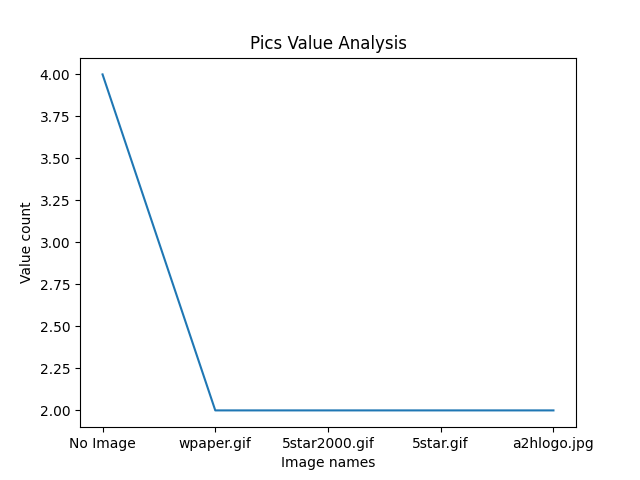 Pics Value Analysis
4.00
3.75
3.50
3.25
3.00
2.75
2.50
2.25
2.00
Value count
No Image wpaper.gif 5star2000.gif 5star.gif a2hlogo.jpg
Image names